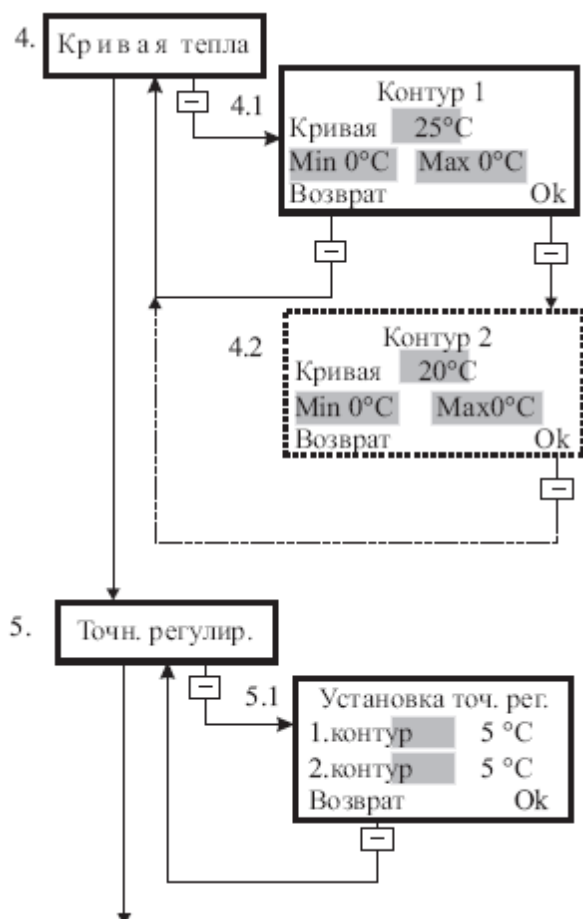 4.
Кривая тепла
4.1
Контур 1
Кривая 25°C
Min 0°C Max 0°C
Возврат Ok
4.2
Контур 2
Кривая 20°C
Min 0°C Max0°C
Возврат Ok
5.
Точн. регулир.
5.1
Установка точ. рег.
1.контур 5 °C
2.контур 5 °C
Возврат Ok